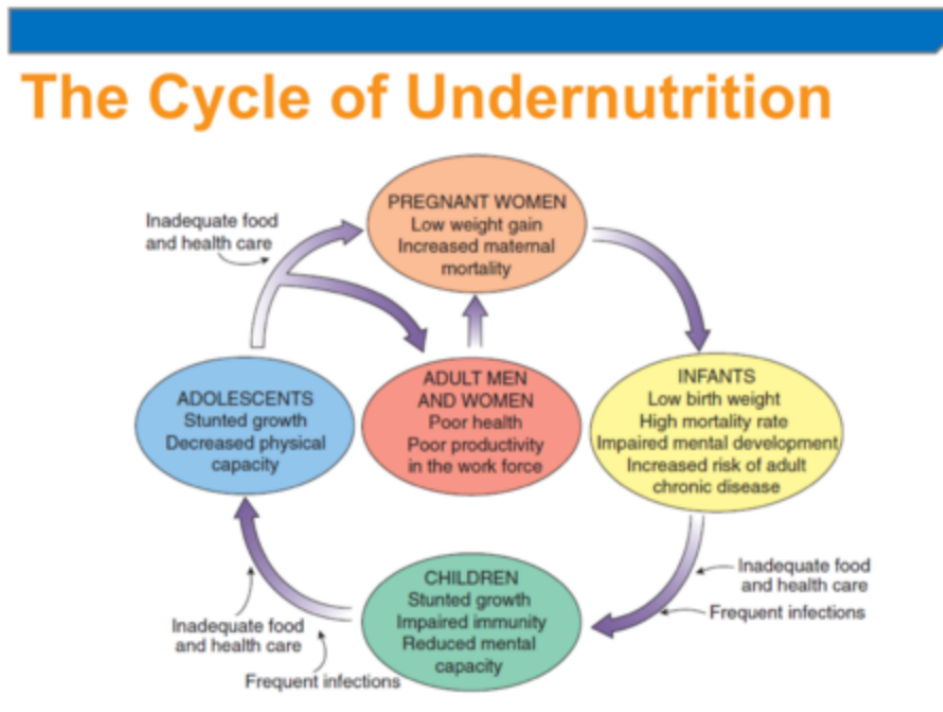 The Cycle of Undernutrition
Inadequate food
and health care
PREGNANT WOMEN
Low weight gain
Increased maternal
mortality
ADOLESCENTS
Stunted growth
Decreased physical
capacity
ADULT MEN
AND WOMEN
Poor health
Poor productivity
in the work force
INFANTS
Low birth weight
High mortality rate
Impaired mental development
Increased risk of adult
chronic disease
Inadequate food
and health care
Frequent infections
CHILDREN
Stunted growth
Impaired immunity
Reduced mental
capacity
Inadequate food
and health care
Frequent infections